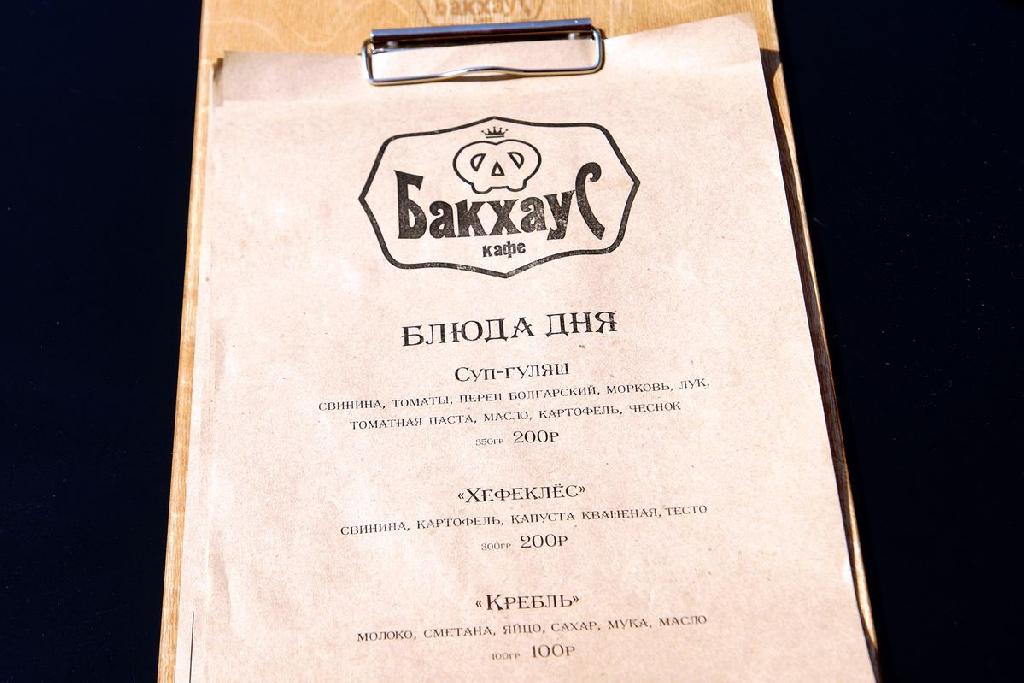 Бакхаус
Бакхаус
кафе
БЛЮДА ДНЯ
Суп-гуляш
свинина, томаты, перец болгарский, морковь, лук,
томатная паста, масло, картофель, чеснок
350гр 200р
«Хефеклёс»
свинина, картофель, капуста квашеная, тесто
300гр 200р
«Кребль»
молоко, сметана, яйцо, сахар, мука, масло
100гр 100р